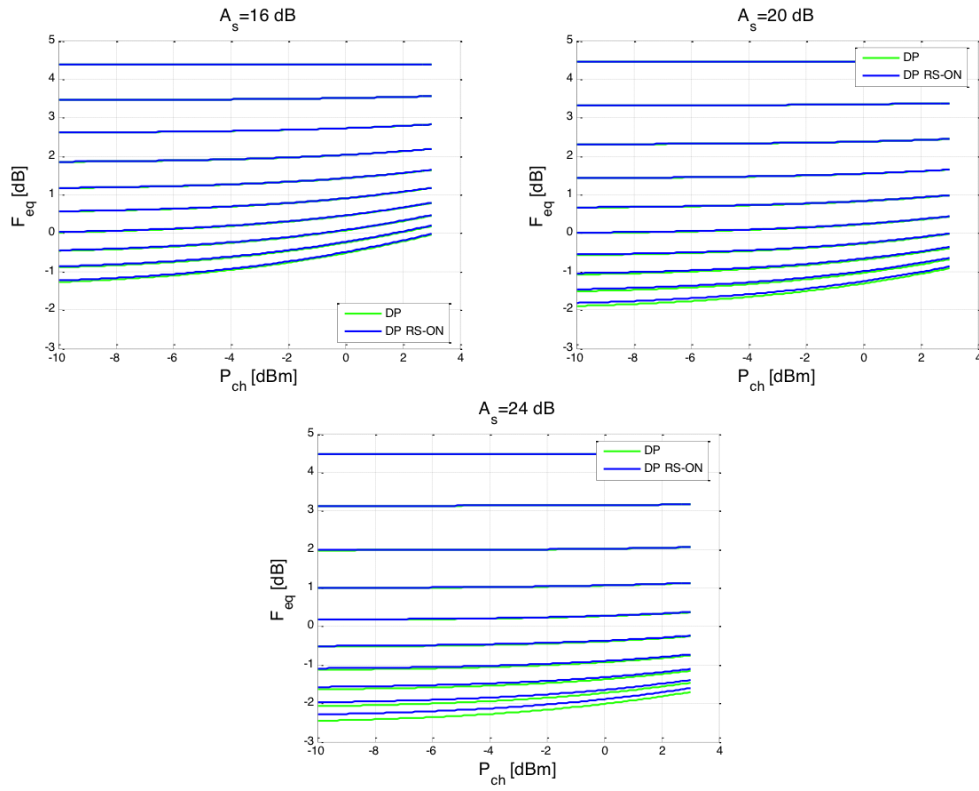 A_s=16 dB
5
4
3
2
1
0
-1
-2
-3
F_eq [dB]
DP
DP RS-ON
-10 -8 -6 -4 -2 0 2 4
P_ch [dBm]
A_s=20 dB
5
4
3
2
1
0
-1
-2
-3
F_eq [dB]
DP
DP RS-ON
-10 -8 -6 -4 -2 0 2 4
P_ch [dBm]
A_s=24 dB
5
4
3
2
1
0
-1
-2
-3
F_eq [dB]
DP
DP RS-ON
-10 -8 -6 -4 -2 0 2 4
P_ch [dBm]